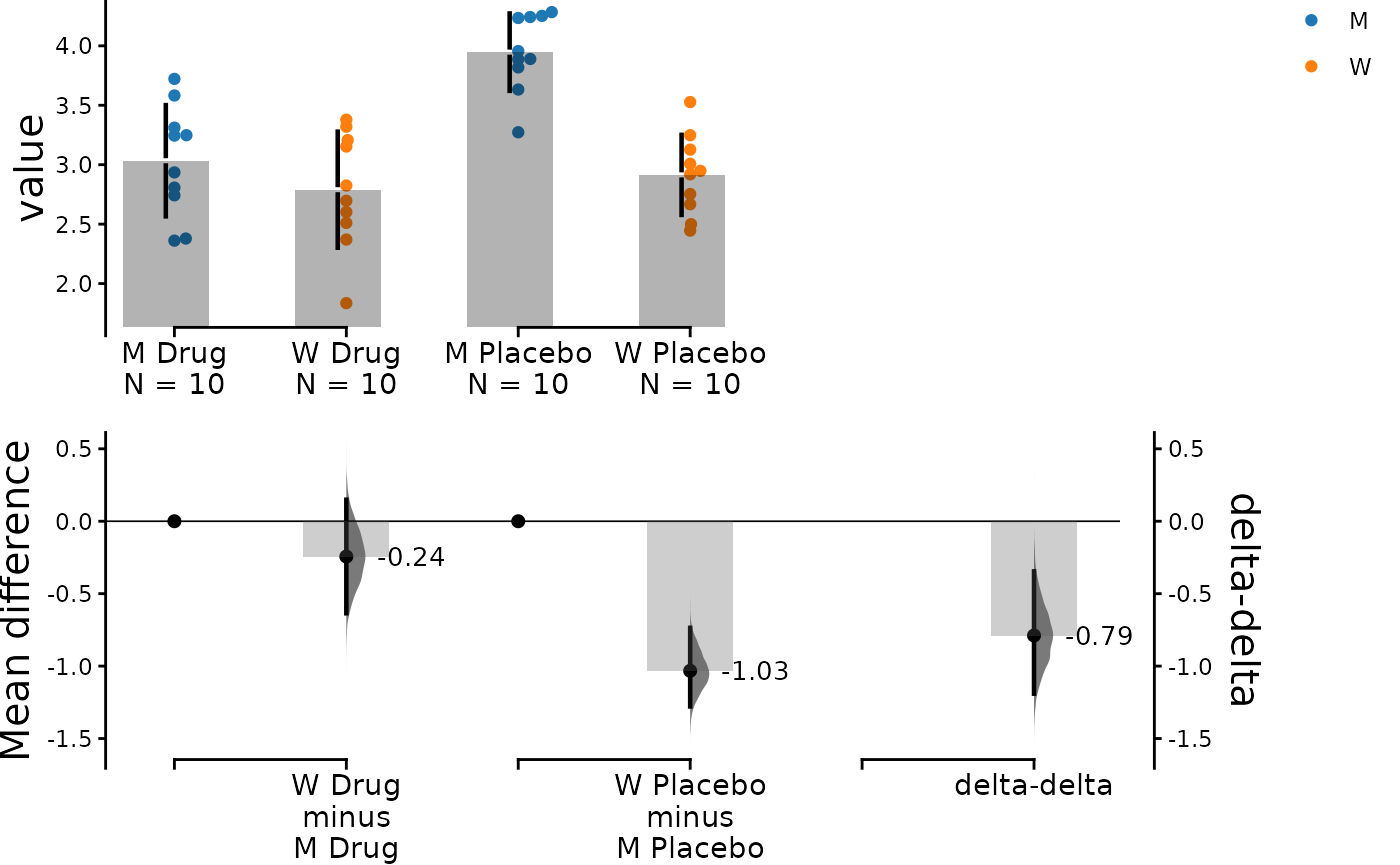 M
W
value
4.0
3.5
3.0
2.5
2.0
M Drug
N = 10
W Drug
N = 10
M Placebo
N = 10
W Placebo
N = 10
Mean difference
0.5
0.0
-0.5
-1.0
-1.5
-0.24
-1.03
-0.79
0.5
0.0
-0.5
-1.0
-1.5
delta-delta
W Drug
minus
M Drug
W Placebo
minus
M Placebo
delta-delta